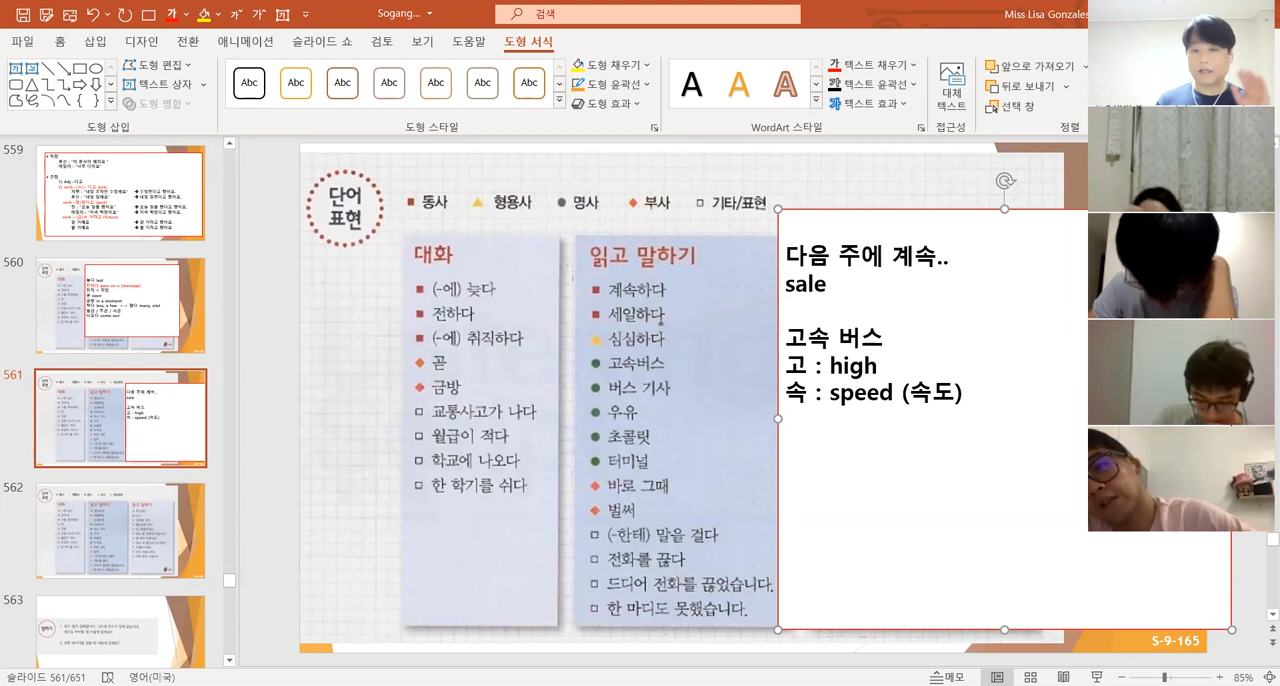 Sogang...
검색
Miss Lisa Gonzales
파일 홈 삽입 디자인 전환 애니메이션 슬라이드 쇼 검토 보기 도움말 도형 서식
도형 편집
텍스트 상자
도형 병합
도형 삽입
Abc Abc Abc Abc Abc Abc Abc
도형 채우기
도형 윤곽선
도형 효과
도형 스타일
A A A
텍스트 채우기
텍스트 윤곽선
텍스트 효과
WordArt 스타일
대체
텍스트
접근성
앞으로 가져오기
뒤로 보내기
선택 창
정렬
559
560
561
562
563
단어
표현
동사 형용사 명사 부사 기타/표현
대화
(-에) 늦다
전하다
(-에) 취직하다
곧
금방
교통사고가 나다
월급이 적다
학교에 나오다
한 학기를 쉬다
읽고 말하기
계속하다
세일하다
심심하다
고속버스
버스 기사
우유
초콜릿
터미널
바로 그때
벌써
(-한테) 말을 걸다
전화를 끊다
드디어 전화를 끊었습니다.
한 마디도 못했습니다.
다음 주에 계속..
sale
고속 버스
고 : high
속 : speed (속도)
S-9-165
슬라이드 561/651 영어(미국) 메모 85%